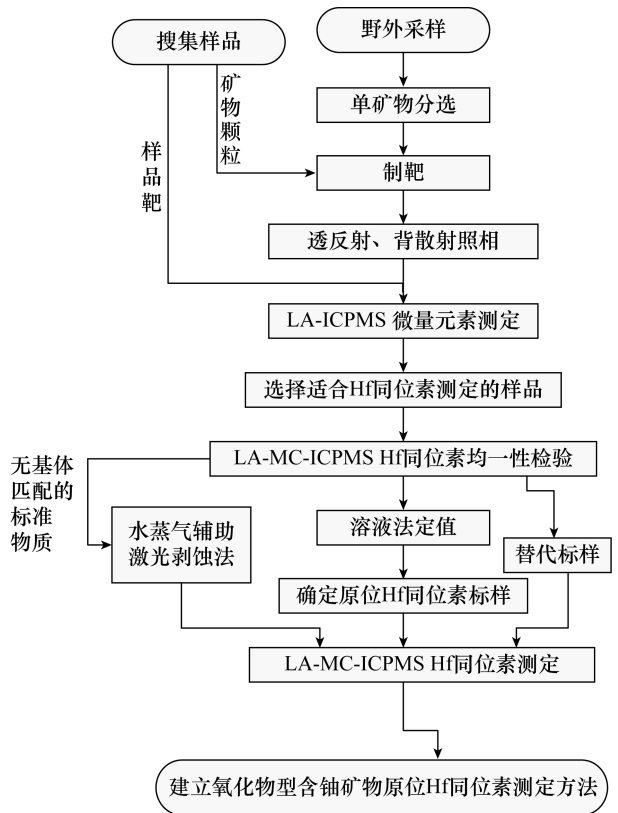 搜集样品
野外采样
矿物颗粒
单矿物分选
样品靶
制靶
透反射、背散射照相
LA-ICPMS 微量元素测定
选择适合Hf同位素测定的样品
LA-MC-ICPMS Hf同位素均一性检验
无基体
匹配的
标准
物质
水蒸气辅助
激光剥蚀法
溶液法定值
替代标样
确定原位Hf同位素标样
LA-MC-ICPMS Hf同位素测定
建立氧化物型含铀矿物原位Hf同位素测定方法